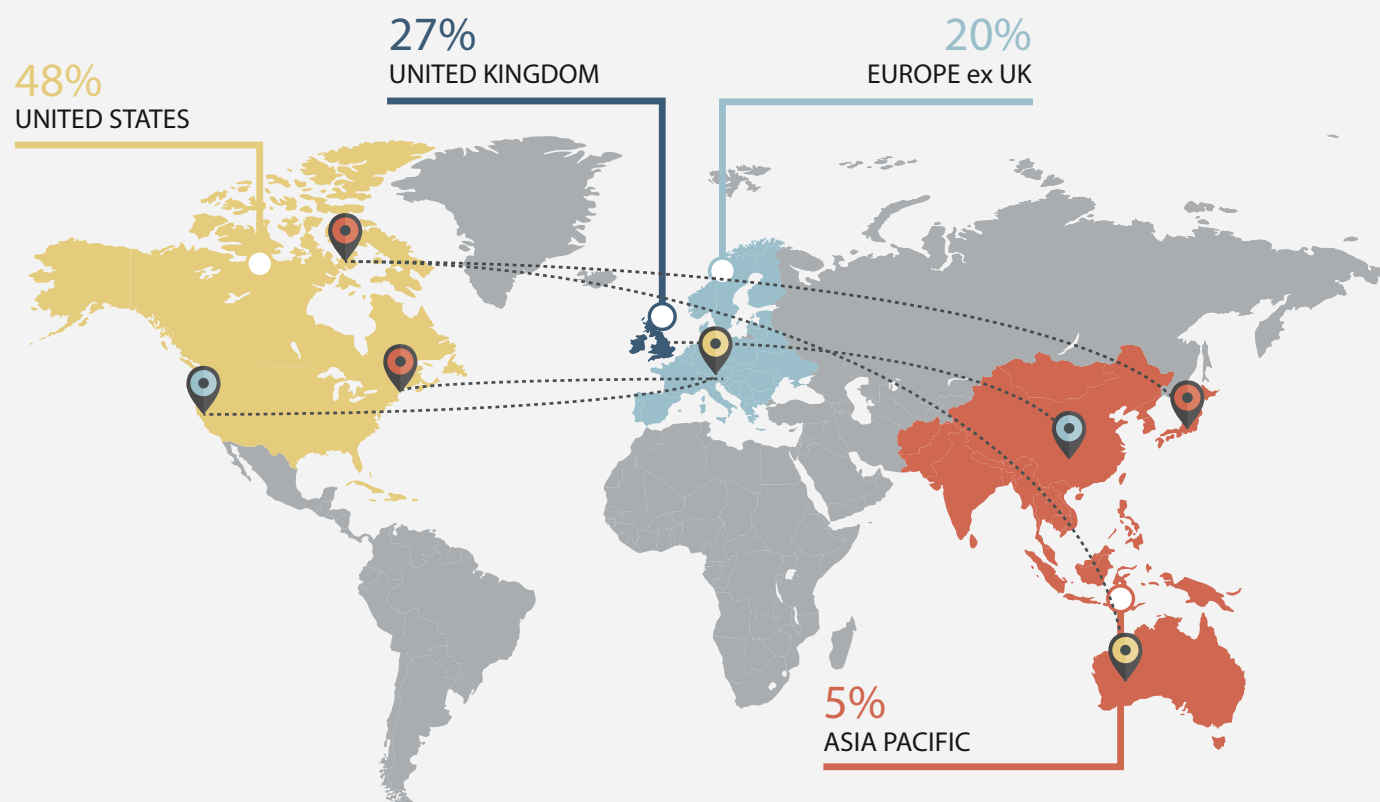 27%
UNITED KINGDOM
20%
EUROPE ex UK
48%
UNITED STATES
5%
ASIA PACIFIC